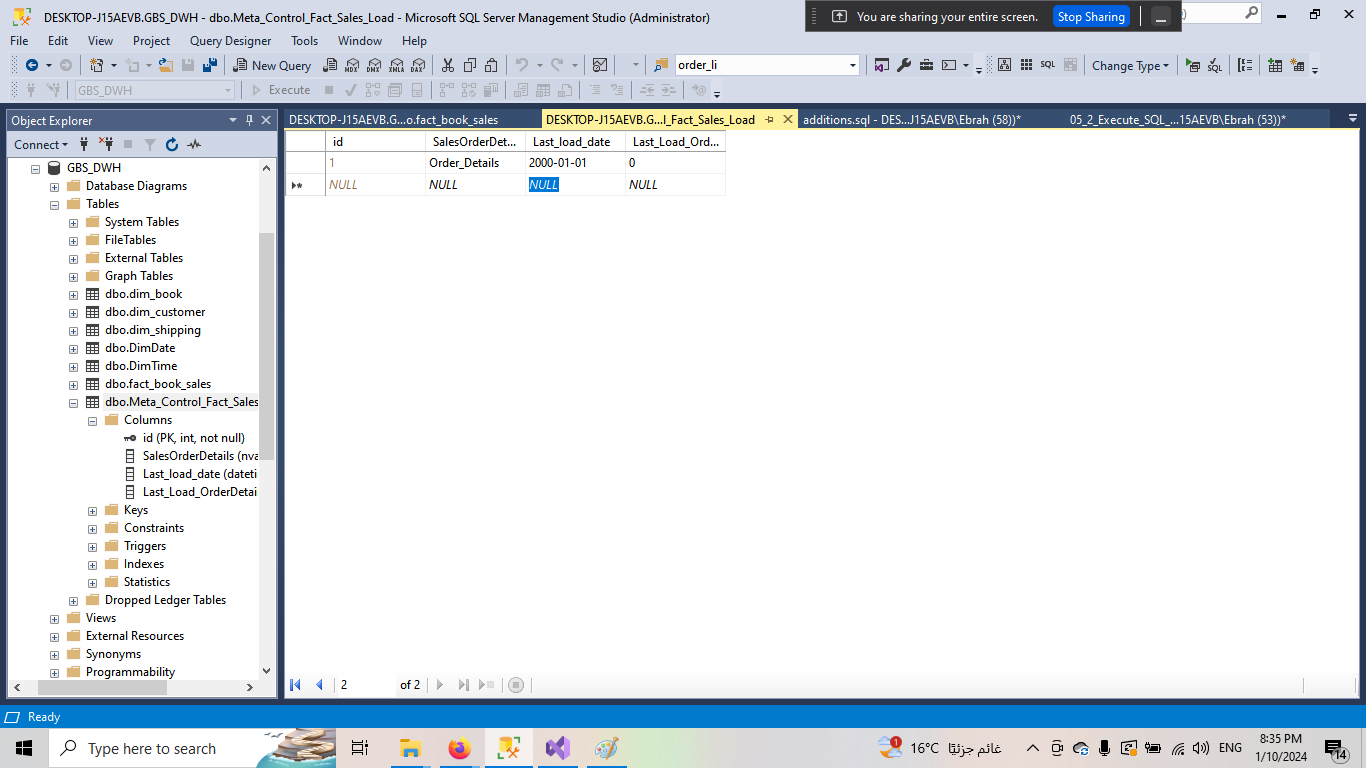 DESKTOP-J15AEVB.GBS_DWH - dbo.Meta_Control_Fact_Sales_Load - Microsoft SQL Server Management Studio (Administrator)
You are sharing your entire screen. Stop Sharing
File Edit View Project Query Designer Tools Window Help
New Query MDX DMX XMLA DAX order_li SQL Change Type
GBS_DWH Execute
Object Explorer
DESKTOP-J15AEVB.G...o.fact_book_sales DESKTOP-J15AEVB.G...l_Fact_Sales_Load additions.sql - DES...J15AEVB\Ebrah (58))* 05_2_Execute_SQL_...15AEVB\Ebrah (53))*
Connect
GBS_DWH
Database Diagrams
Tables
System Tables
FileTables
External Tables
Graph Tables
dbo.dim_book
dbo.dim_customer
dbo.dim_shipping
dbo.DimDate
dbo.DimTime
dbo.fact_book_sales
dbo.Meta_Control_Fact_Sales
Columns
id (PK, int, not null)
SalesOrderDetails (nva
Last_load_date (dateti
Last_Load_OrderDetai
Keys
Constraints
Triggers
Indexes
Statistics
Dropped Ledger Tables
Views
External Resources
Synonyms
Programmability
id SalesOrderDet... Last_load_date Last_Load_Ord...
1 Order_Details 2000-01-01 0
NULL NULL NULL NULL
2 of 2
Ready
Type here to search
1 16°C غائم جزئيًا ENG 8:35 PM
1/10/2024 14